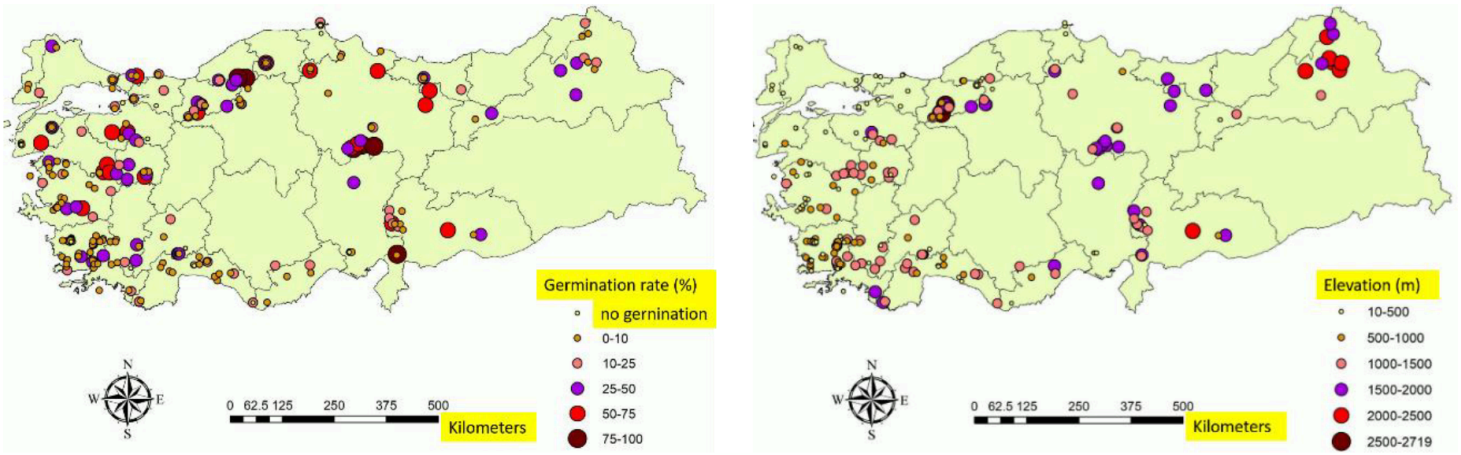 Germination rate (%)
no gernination
0-10
10-25
25-50
50-75
75-100
N
W E
S
0 62.5 125 250 375 500
Kilometers
Elevation (m)
10-500
500-1000
1000-1500
1500-2000
2000-2500
2500-2719
N
W E
S
0 62.5 125 250 375 500
Kilometers